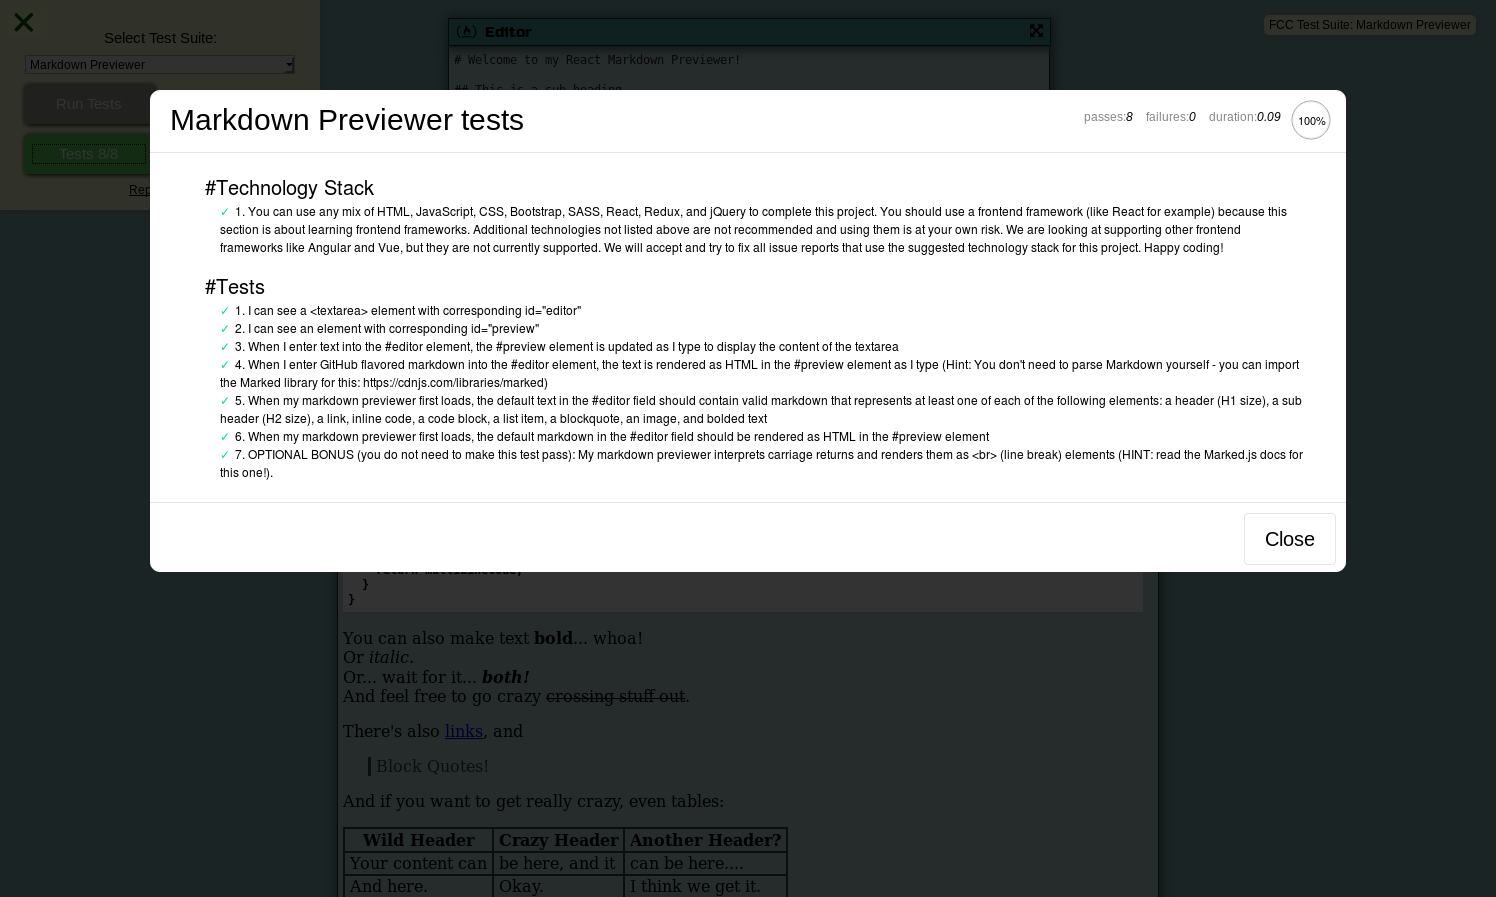 Select Test Suite:
Markdown Previewer
Run Tests
Tests 8/8
Rep
Editor
# Welcome to my React Markdown Previewer!
## This is a sub-heading
FCC Test Suite: Markdown Previewer
Markdown Previewer tests
passes:8 failures:0 duration:0.09 100%
#Technology Stack
✓ 1. You can use any mix of HTML, JavaScript, CSS, Bootstrap, SASS, React, Redux, and jQuery to complete this project. You should use a frontend framework (like React for example) because this
section is about learning frontend frameworks. Additional technologies not listed above are not recommended and using them is at your own risk. We are looking at supporting other frontend
frameworks like Angular and Vue, but they are not currently supported. We will accept and try to fix all issue reports that use the suggested technology stack for this project. Happy coding!
#Tests
✓ 1. I can see a <textarea> element with corresponding id="editor"
✓ 2. I can see an element with corresponding id="preview"
✓ 3. When I enter text into the #editor element, the #preview element is updated as I type to display the content of the textarea
✓ 4. When I enter GitHub flavored markdown into the #editor element, the text is rendered as HTML in the #preview element as I type (Hint: You don't need to parse Markdown yourself - you can import
the Marked library for this: https://cdnjs.com/libraries/marked)
✓ 5. When my markdown previewer first loads, the default text in the #editor field should contain valid markdown that represents at least one of each of the following elements: a header (H1 size), a sub
header (H2 size), a link, inline code, a code block, a list item, a blockquote, an image, and bolded text
✓ 6. When my markdown previewer first loads, the default markdown in the #editor field should be rendered as HTML in the #preview element
✓ 7. OPTIONAL BONUS (you do not need to make this test pass): My markdown previewer interprets carriage returns and renders them as <br> (line break) elements (HINT: read the Marked.js docs for
this one!).
Close
}
}
You can also make text bold... whoa!
Or italic.
Or... wait for it... both!
And feel free to go crazy crossing stuff out.
There's also links, and
Block Quotes!
And if you want to get really crazy, even tables:
Wild Header Crazy Header Another Header?
Your content can be here, and it can be here....
And here. Okay. I think we get it.